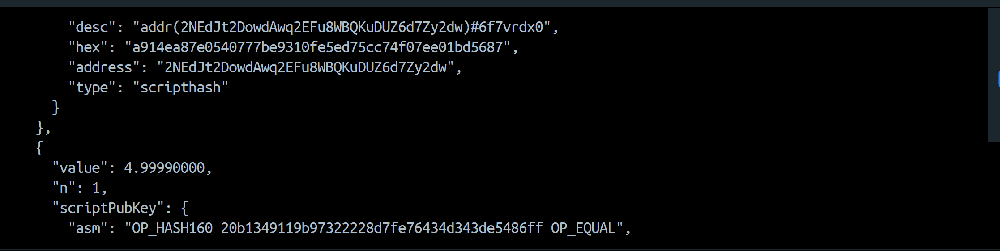 "desc": "addr(2NEdJt2DowdAwq2EFu8WBQKuDUZ6d7Zy2dw)#6f7vrdx0",
"hex": "a914ea87e0540777be9310fe5ed75cc74f07ee01bd5687",
"address": "2NEdJt2DowdAwq2EFu8WBQKuDUZ6d7Zy2dw",
"type": "scripthash"
}
},
{
"value": 4.99990000,
"n": 1,
"scriptPubKey": {
"asm": "OP_HASH160 20b1349119b97322228d7fe76434d343de5486ff OP_EQUAL",